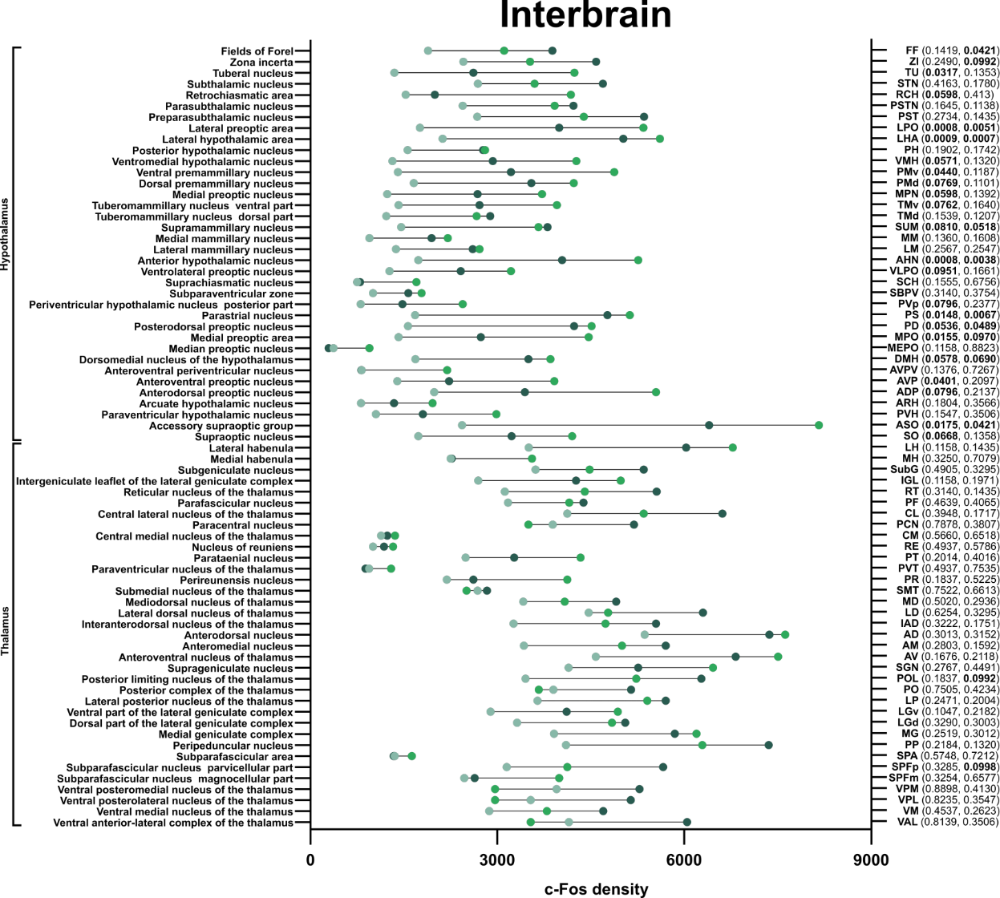 Interbrain
Hypothalamus
Fields of Forel FF (0.1419, 0.0421)
Zona incerta ZI (0.2490, 0.0992)
Tuberal nucleus TU (0.0317, 0.1353)
Subthalamic nucleus STN (0.4163, 0.1780)
Retrochiasmatic area RCH (0.0598, 0.413)
Parasubthalamic nucleus PSTN (0.1645, 0.1138)
Preparasubthalamic nucleus PST (0.2734, 0.1435)
Lateral preoptic area LPO (0.0008, 0.0051)
Lateral hypothalamic area LHA (0.0009, 0.0007)
Posterior hypothalamic nucleus PH (0.1902, 0.1742)
Ventromedial hypothalamic nucleus VMH (0.0571, 0.1320)
Ventral premammillary nucleus PMv (0.0440, 0.1187)
Dorsal premammillary nucleus PMd (0.0769, 0.1101)
Medial preoptic nucleus MPN (0.0598, 0.1392)
Tuberomammillary nucleus ventral part TMv (0.0762, 0.1640)
Tuberomammillary nucleus dorsal part TMd (0.1539, 0.1207)
Supramammillary nucleus SUM (0.0810, 0.0518)
Medial mammillary nucleus MM (0.1360, 0.1608)
Lateral mammillary nucleus LM (0.2567, 0.2547)
Anterior hypothalamic nucleus AHN (0.0008, 0.0038)
Ventrolateral preoptic nucleus VLPO (0.0951, 0.1661)
Suprachiasmatic nucleus SCH (0.1555, 0.6756)
Subparaventricular zone SBPV (0.3140, 0.3754)
Periventricular hypothalamic nucleus posterior part PVp (0.0796, 0.2377)
Parastrial nucleus PS (0.0148, 0.0067)
Posterodorsal preoptic nucleus PD (0.0536, 0.0489)
Medial preoptic area MPO (0.0155, 0.0970)
Median preoptic nucleus MEPO (0.1158, 0.8823)
Dorsomedial nucleus of the hypothalamus DMH (0.0578, 0.0690)
Anteroventral periventricular nucleus AVPV (0.1376, 0.7267)
Anteroventral preoptic nucleus AVP (0.0401, 0.2097)
Anterodorsal preoptic nucleus ADP (0.0796, 0.2137)
Arcuate hypothalamic nucleus ARH (0.1804, 0.3566)
Paraventricular hypothalamic nucleus PVH (0.1547, 0.3506)
Accessory supraoptic group ASO (0.0175, 0.0421)
Supraoptic nucleus SO (0.0668, 0.1358)
Thalamus
Lateral habenula LH (0.1158, 0.1435)
Medial habenula MH (0.3250, 0.7079)
Subgeniculate nucleus SubG (0.4905, 0.3295)
Intergeniculate leaflet of the lateral geniculate complex IGL (0.1158, 0.1971)
Reticular nucleus of the thalamus RT (0.3140, 0.1435)
Parafascicular nucleus PF (0.4639, 0.4065)
Central lateral nucleus of the thalamus CL (0.3948, 0.1717)
Paracentral nucleus PCN (0.7878, 0.3807)
Central medial nucleus of the thalamus CM (0.5660, 0.6518)
Nucleus of reuniens RE (0.4937, 0.5786)
Parataenial nucleus PT (0.2014, 0.4016)
Paraventricular nucleus of the thalamus PVT (0.4937, 0.7535)
Perireunensis nucleus PR (0.1837, 0.5225)
Submedial nucleus of the thalamus SMT (0.7522, 0.6613)
Mediodorsal nucleus of thalamus MD (0.5020, 0.2936)
Lateral dorsal nucleus of thalamus LD (0.6254, 0.3295)
Interanterodorsal nucleus of the thalamus IAD (0.3222, 0.1751)
Anterodorsal nucleus AD (0.3013, 0.3152)
Anteromedial nucleus AM (0.2803, 0.1592)
Anteroventral nucleus of thalamus AV (0.1676, 0.2118)
Suprageniculate nucleus SGN (0.2767, 0.4491)
Posterior limiting nucleus of the thalamus POL (0.1837, 0.0992)
Posterior complex of the thalamus PO (0.7505, 0.4234)
Lateral posterior nucleus of the thalamus LP (0.2471, 0.2004)
Ventral part of the lateral geniculate complex LGv (0.1047, 0.2182)
Dorsal part of the lateral geniculate complex LGd (0.3290, 0.3003)
Medial geniculate complex MG (0.2519, 0.3012)
Peripeduncular nucleus PP (0.2184, 0.1320)
Subparafascicular area SPA (0.5748, 0.7212)
Subparafascicular nucleus parvicellular part SPFp (0.3285, 0.0998)
Subparafascicular nucleus magnocellular part SPFm (0.3254, 0.6577)
Ventral posteromedial nucleus of the thalamus VPM (0.8898, 0.4130)
Ventral posterolateral nucleus of the thalamus VPL (0.8235, 0.3547)
Ventral medial nucleus of the thalamus VM (0.4537, 0.2623)
Ventral anterior-lateral complex of the thalamus VAL (0.8139, 0.3506)
0 3000 6000 9000
c-Fos density